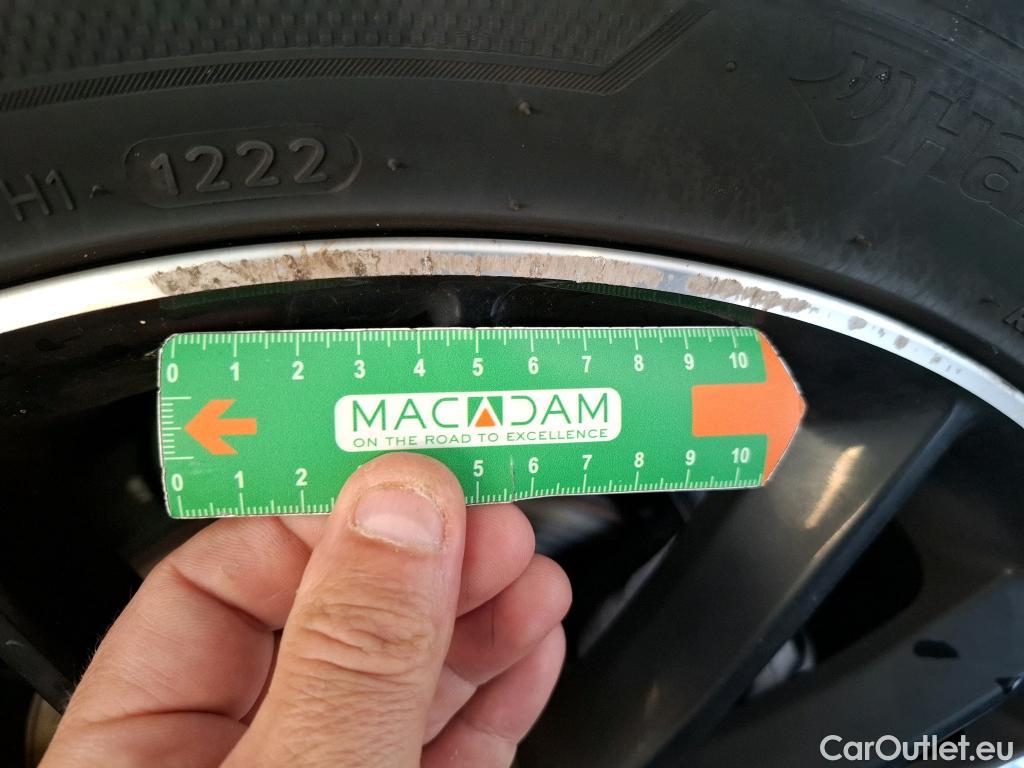 H1 1222
Ha
0 1 2 3 4 5 6 7 8 9 10
MACADAM
ON THE ROAD TO EXCELLENCE
0 1 2 5 6 7 8 9 10
CarOutlet.eu